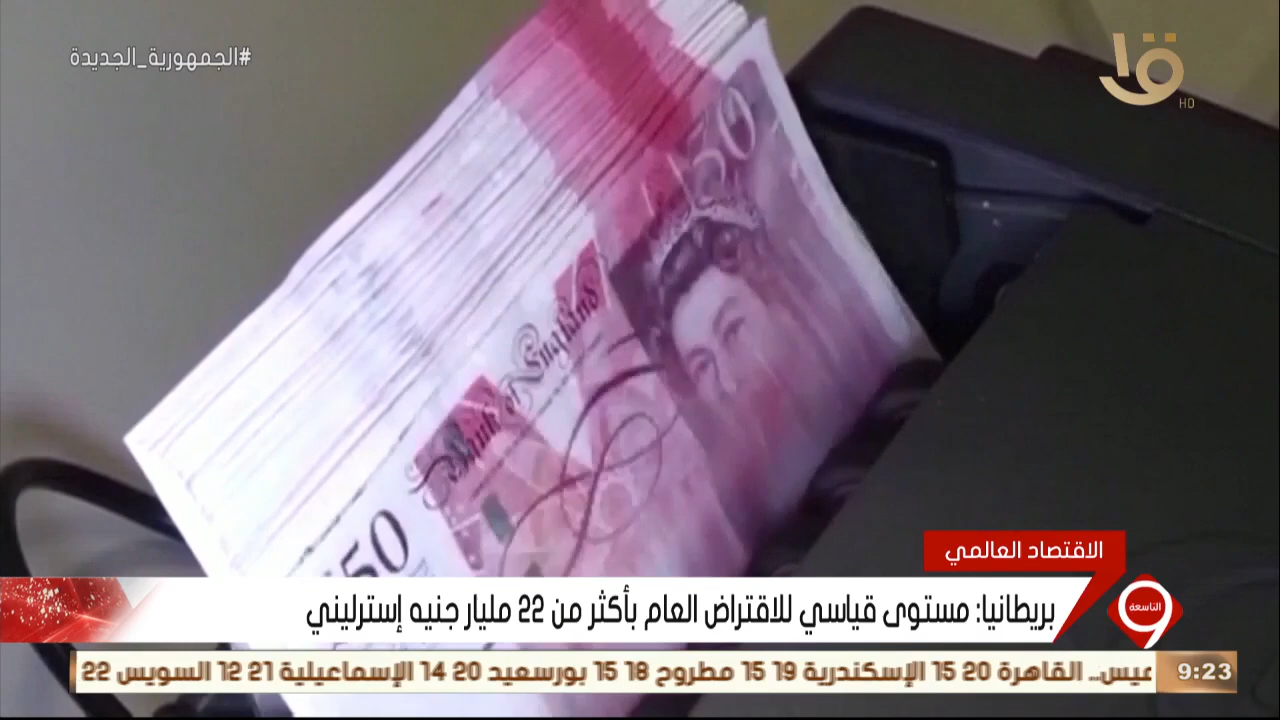 #الجمهورية_الجديدة
HD
50
Bank of England
£50
الاقتصاد العالمي
التاسعة
بريطانيا: مستوى قياسي للاقتراض العام بأكثر من 22 مليار جنيه إسترليني
9:23 ميس... القاهرة 20 15 الإسكندرية 19 15 مطروح 18 15 بورسعيد 20 14 الإسماعيلية 21 12 السويس 22